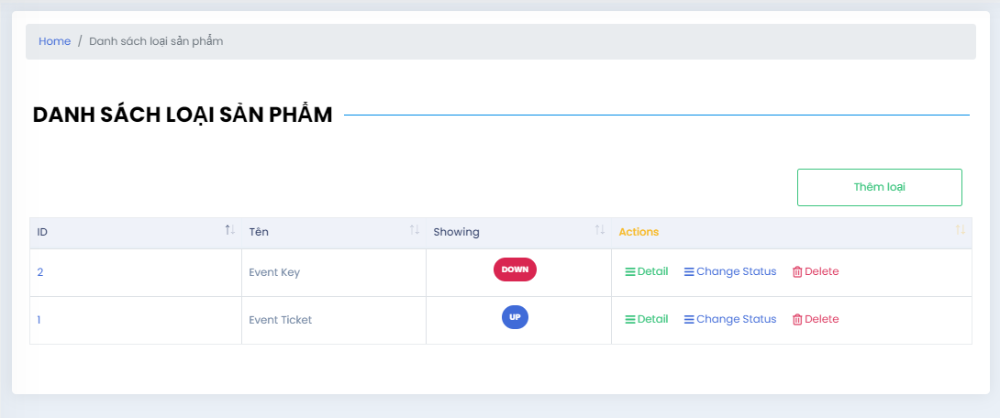 Home / Danh sách loại sản phẩm
DANH SÁCH LOẠI SẢN PHẨM
Thêm loại
ID Tên Showing Actions
2 Event Key DOWN Detail Change Status Delete
1 Event Ticket UP Detail Change Status Delete